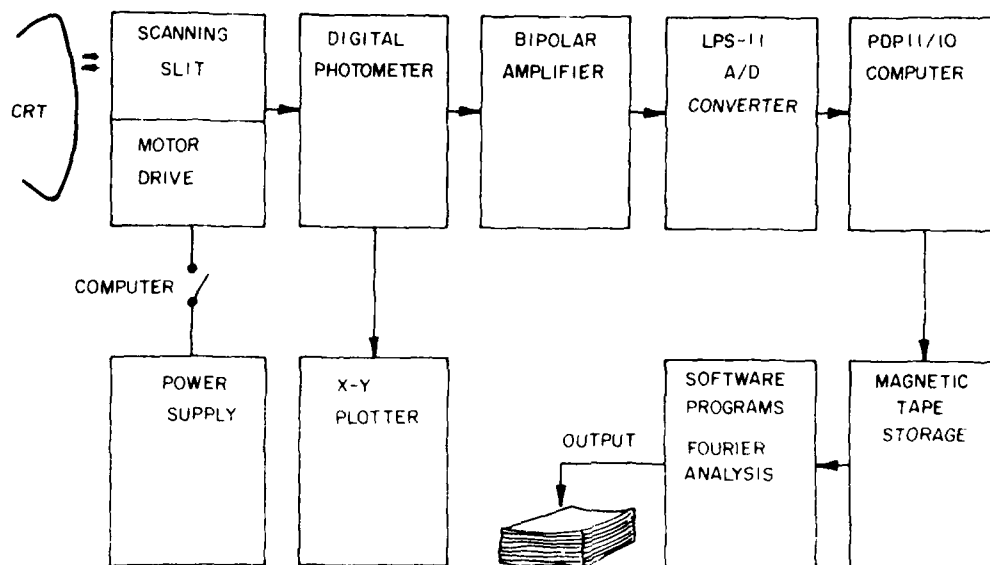 CRT
SCANNING
SLIT
MOTOR
DRIVE
DIGITAL
PHOTOMETER
BIPOLAR
AMPLIFIER
LPS-11
A/D
CONVERTER
PDP11/10
COMPUTER
COMPUTER
POWER
SUPPLY
X-Y
PLOTTER
OUTPUT
SOFTWARE
PROGRAMS
FOURIER
ANALYSIS
MAGNETIC
TAPE
STORAGE